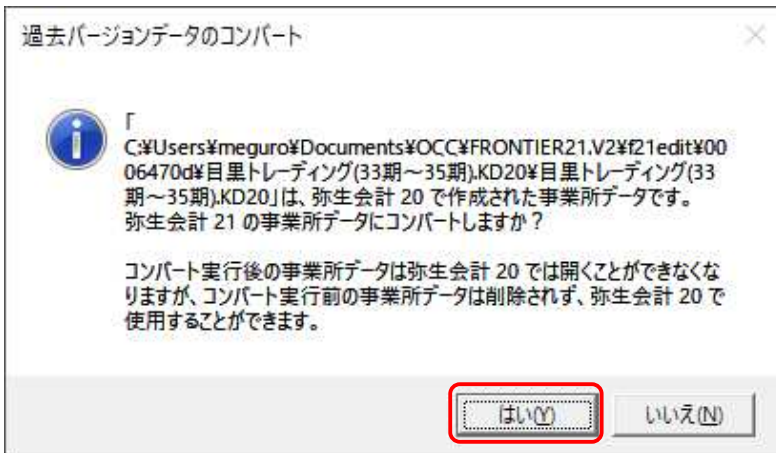 過去バージョンデータのコンバート
「
C:¥Users¥meguro¥Documents¥OCC¥FRONTIER21.V2¥f21edit¥00
06470d¥目黒トレーディング(33期～35期).KD20¥目黒トレーディング(33
期～35期).KD20」は、弥生会計 20 で作成された事業所データです。
弥生会計 21 の事業所データにコンバートしますか？
コンバート実行後の事業所データは弥生会計 20 では開くことができなくな
りますが、コンバート実行前の事業所データは削除されず、弥生会計 20 で
使用することができます。
はい(Y)
いいえ(N)